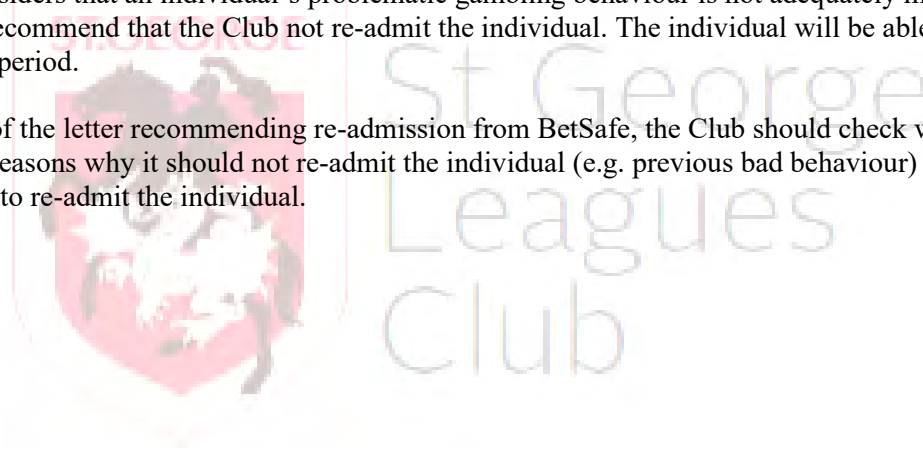 siders that an individual's problematic gambling behaviour is not adequately
ecommend that the Club not re-admit the individual. The individual will be able
period.
of the letter recommending re-admission from BetSafe, the Club should check
easons why it should not re-admit the individual (e.g. previous bad behaviour)
to re-admit the individual.
ST.GEORGE
St George
Leagues
Club